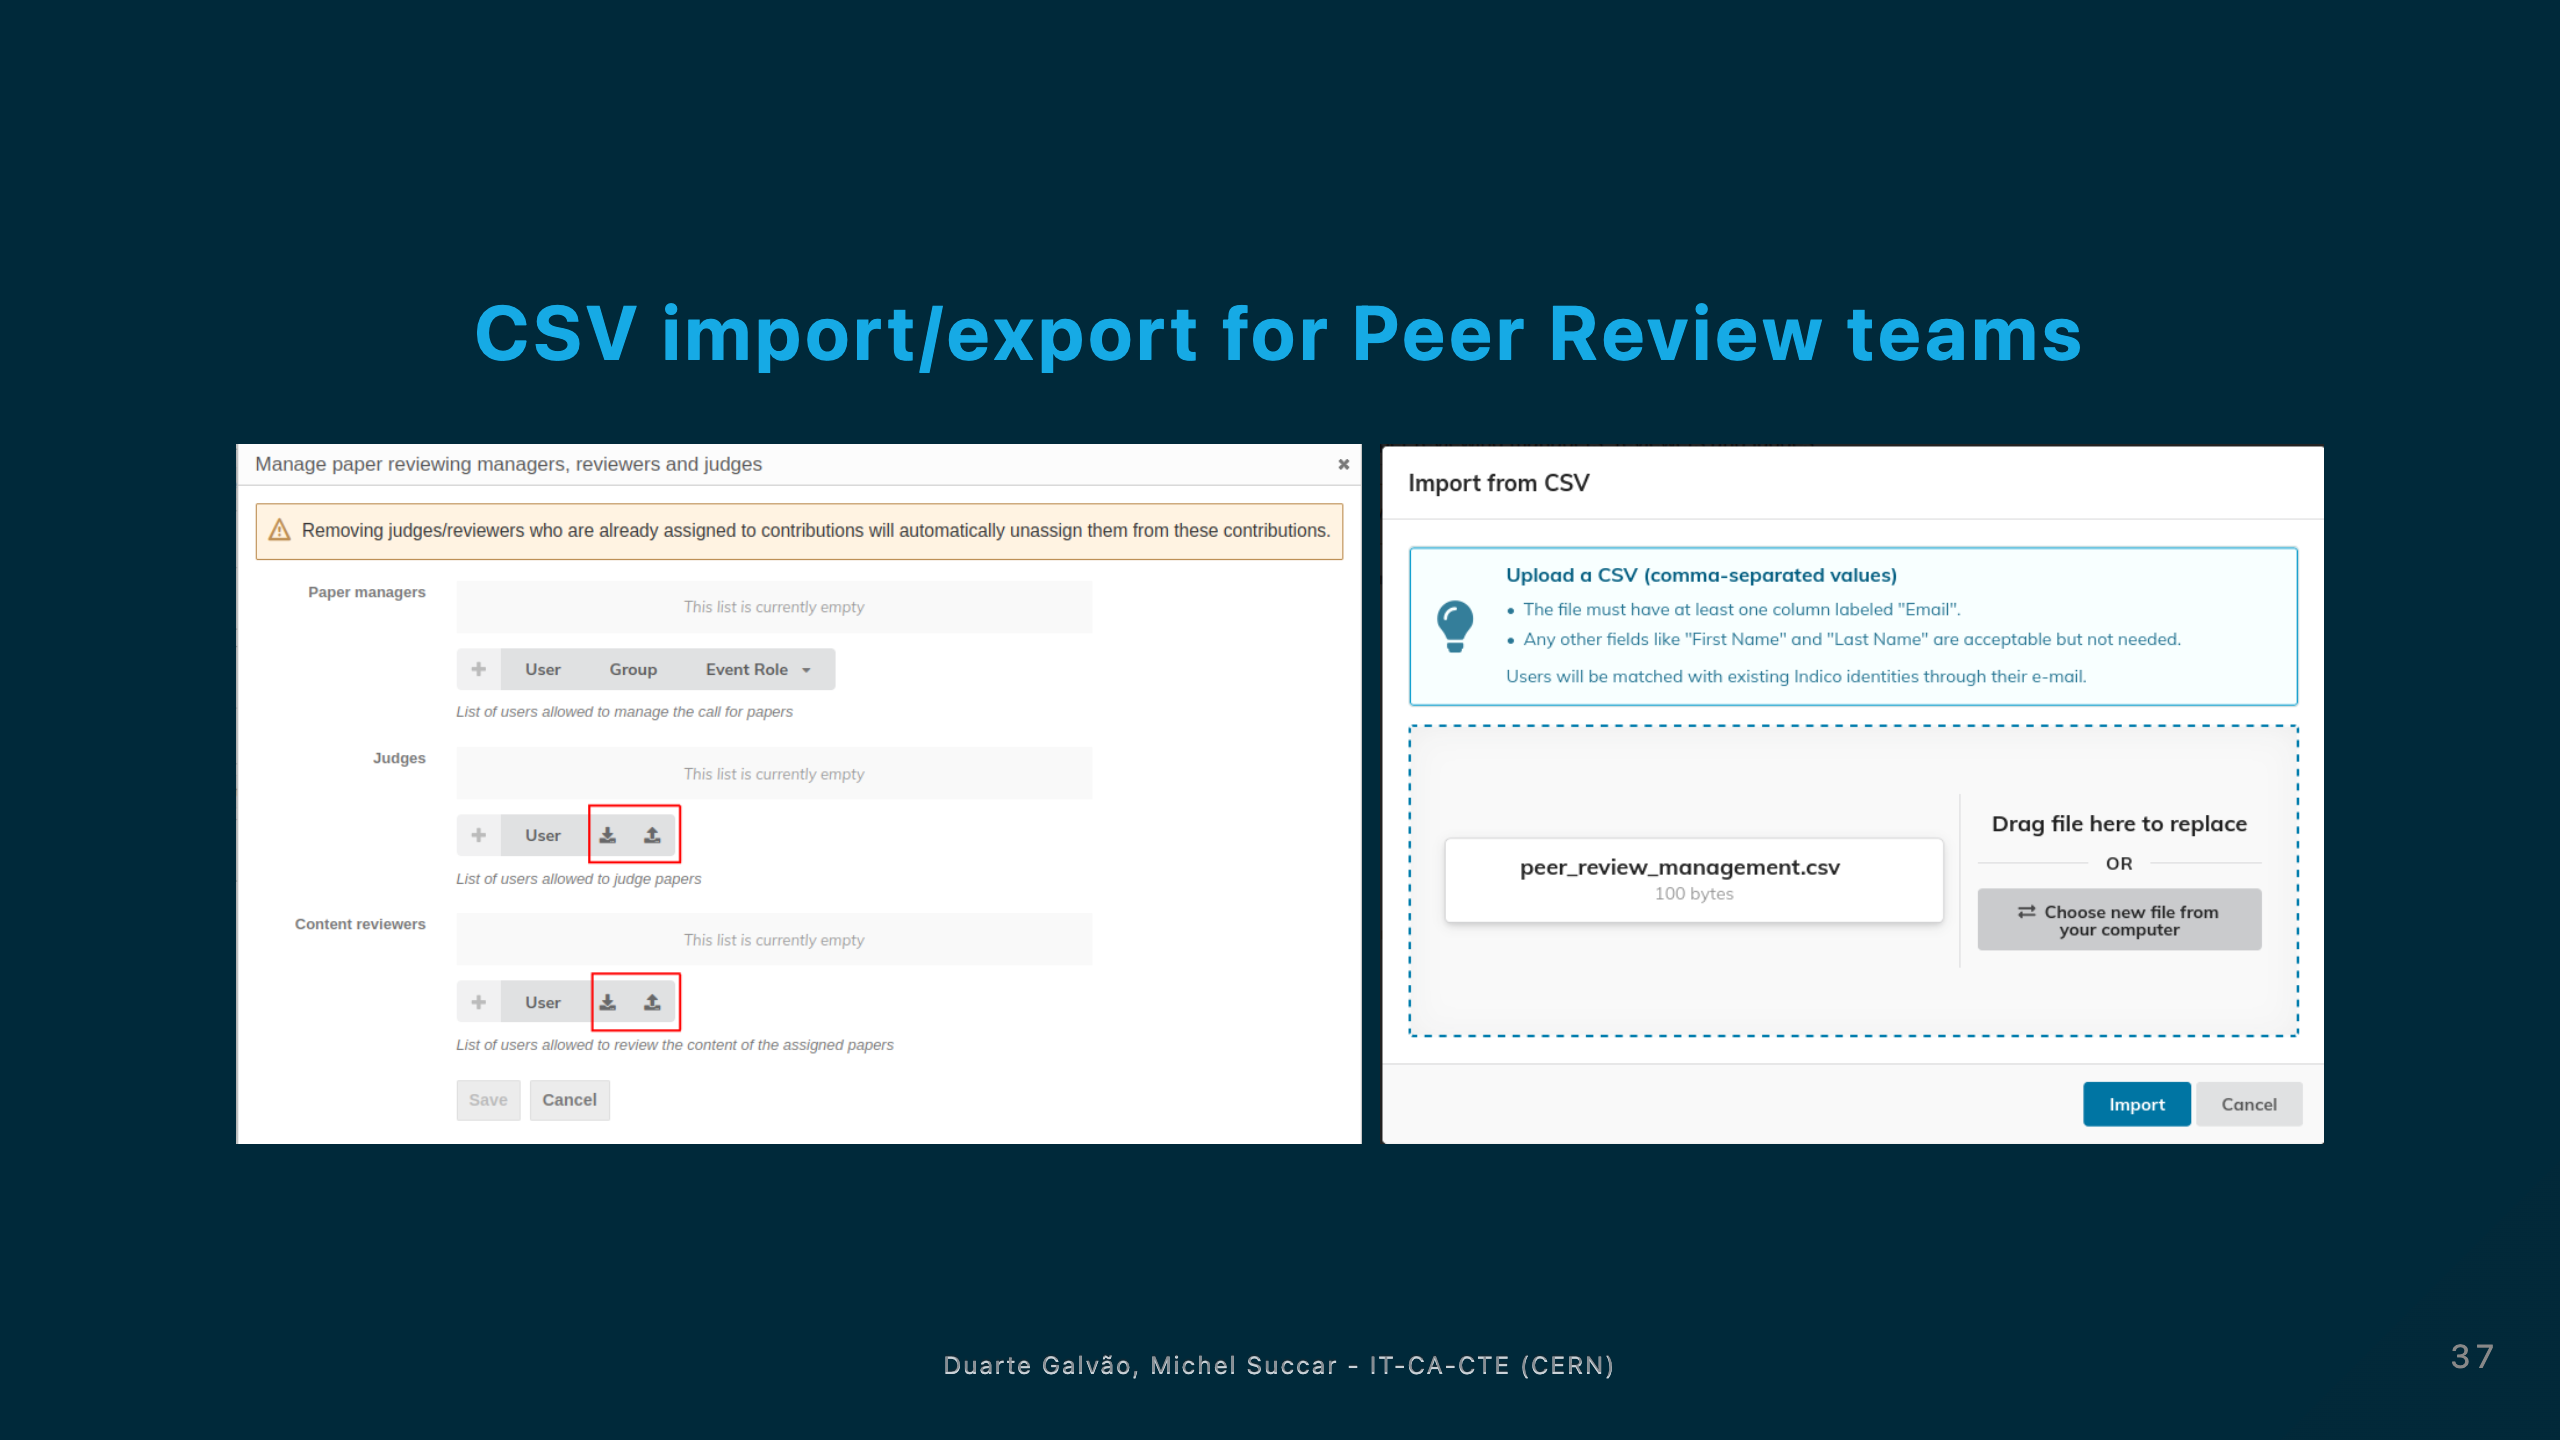 CSV import/export for Peer Review teams
Manage paper reviewing managers, reviewers and judges
Removing judges/reviewers who are already assigned to contributions will automatically unassign them from these contributions.
Paper managers
This list is currently empty
User Group Event Role
List of users allowed to manage the call for papers
Judges
This list is currently empty
User
List of users allowed to judge papers
Content reviewers
This list is currently empty
User
List of users allowed to review the content of the assigned papers
Save Cancel
Import from CSV
Upload a CSV (comma-separated values)
• The file must have at least one column labeled "Email".
• Any other fields like "First Name" and "Last Name" are acceptable but not needed.
Users will be matched with existing Indico identities through their e-mail.
peer_review_management.csv
100 bytes
Drag file here to replace
OR
Choose new file from
your computer
Import Cancel
Duarte Galvão, Michel Succar - IT-CA-CTE (CERN)
37